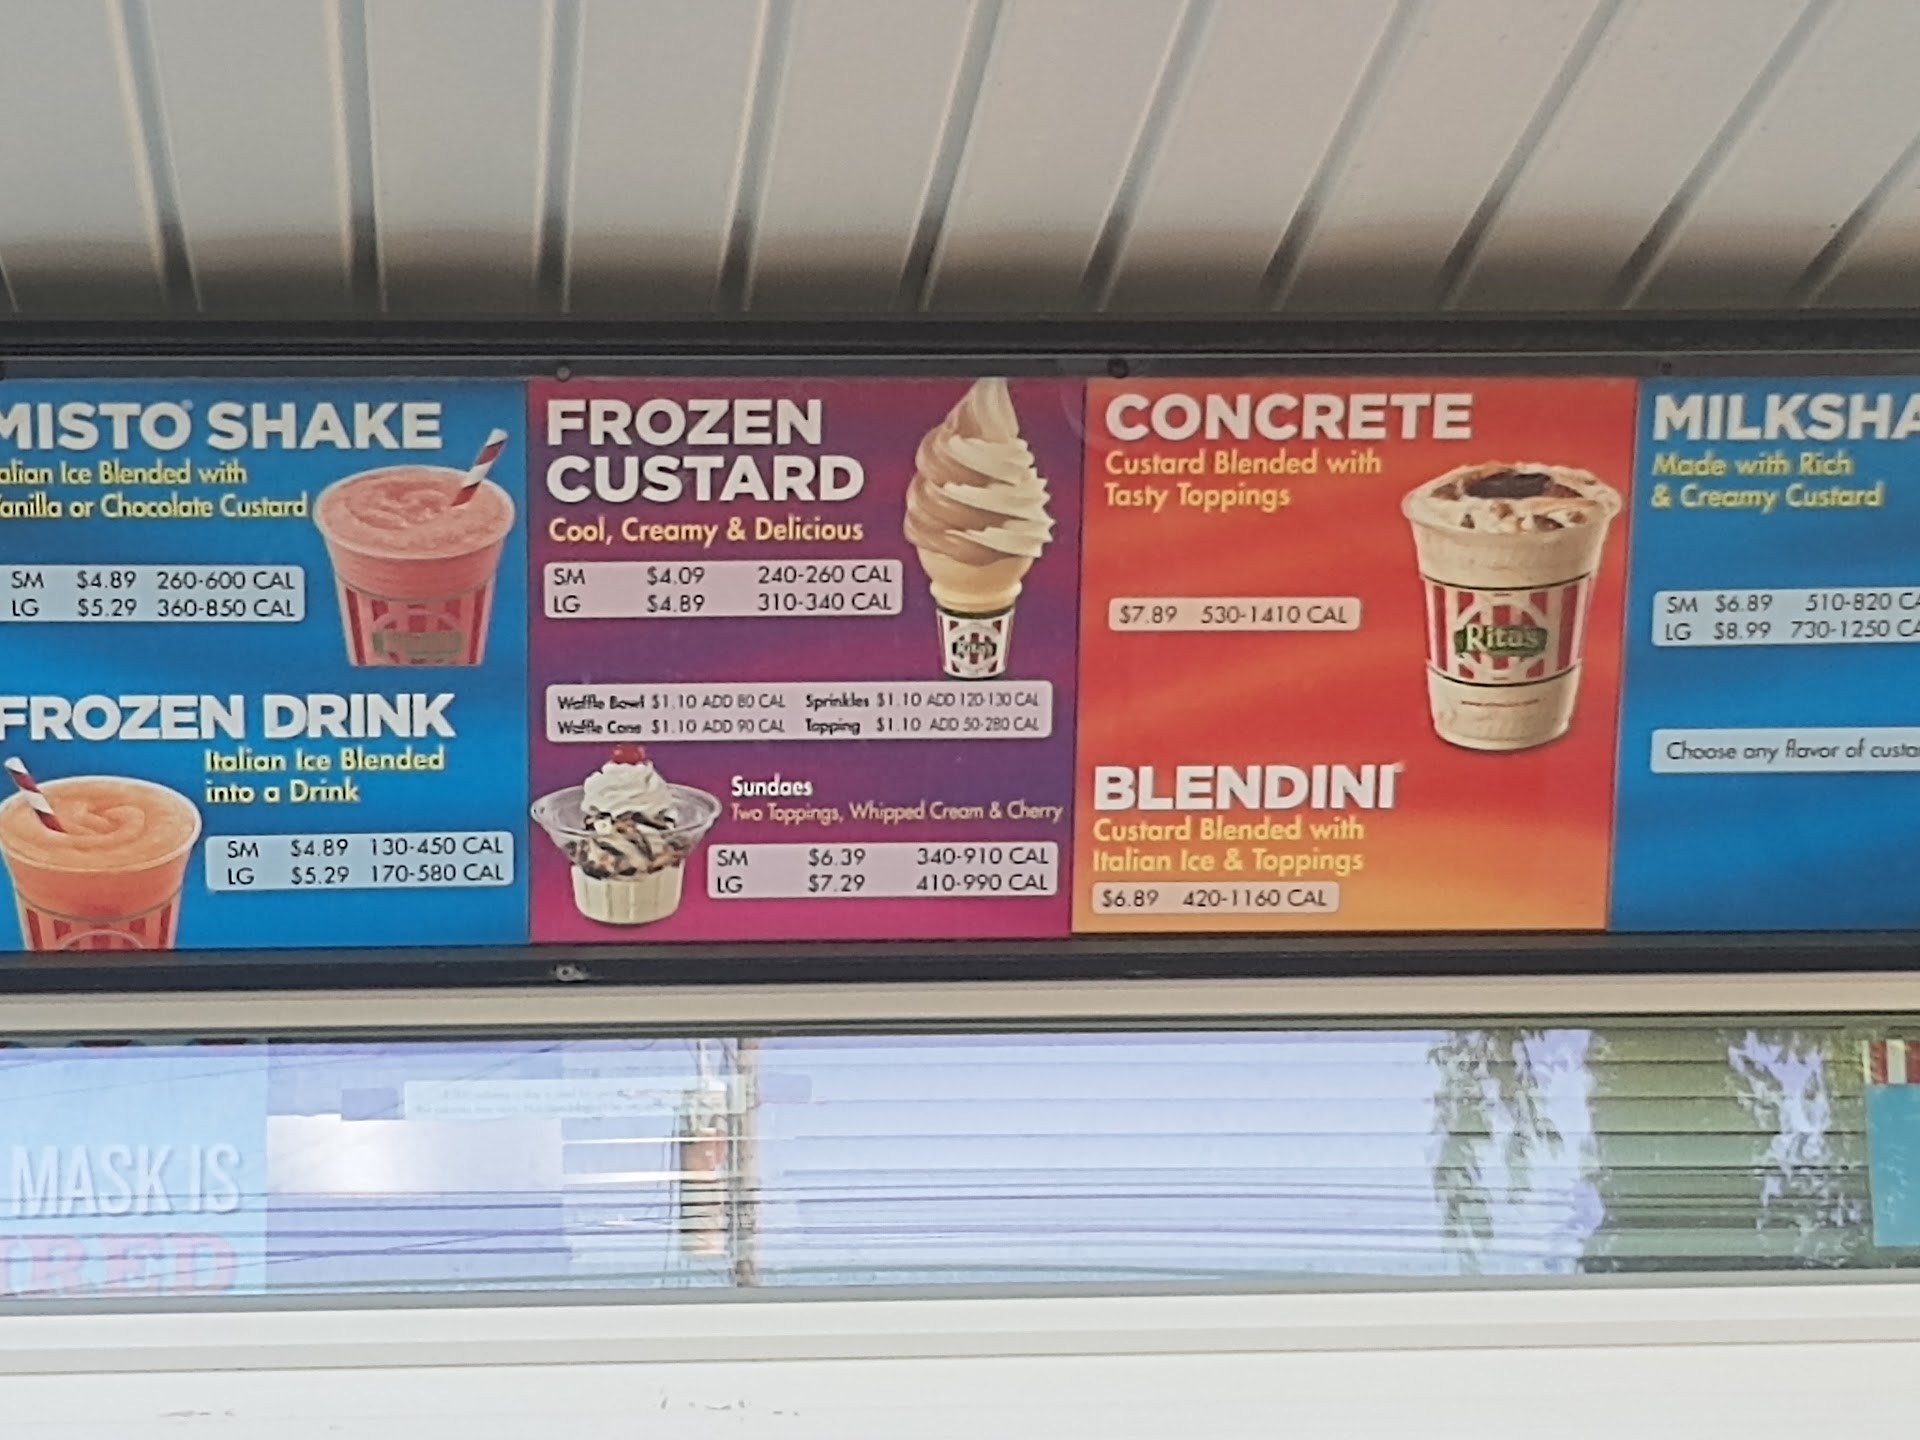 MISTO SHAKE
alian Ice Blended with
anilla or Chocolate Custard
SM $4.89 260-600 CAL
LG $5.29 360-850 CAL
FROZEN DRINK
Italian Ice Blended
into a Drink
SM $4.89 130-450 CAL
LG $5.29 170-580 CAL
FROZEN
CUSTARD
Cool, Creamy & Delicious
SM $4.09 240-260 CAL
LG $4.89 310-340 CAL
Rita's
Waffle Bowl $1.10 ADD 80 CAL Sprinkles $1.10 ADD 120-130 CAL
Waffle Cone $1.10 ADD 90 CAL Topping $1.10 ADD 50-280 CAL
Sundaes
Two Toppings, Whipped Cream & Cherry
SM $6.39 340-910 CAL
LG $7.29 410-990 CAL
CONCRETE
Custard Blended with
Tasty Toppings
$7.89 530-1410 CAL
Rita's
BLENDINI
Custard Blended with
Italian Ice & Toppings
$6.89 420-1160 CAL
MILKSHA
Made with Rich
& Creamy Custard
SM $6.89 510-820 CA
LG $8.99 730-1250 CA
Choose any flavor of custa
MASK IS
IRED